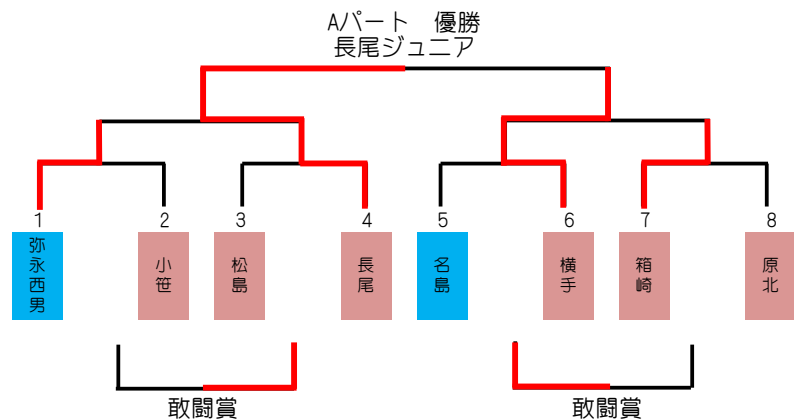 Aパート　優勝
長尾ジュニア
1 2 3 4 5 6 7 8
弥永西男
小笹
松島
長尾
名島
横手
箱崎
原北
敢闘賞
敢闘賞